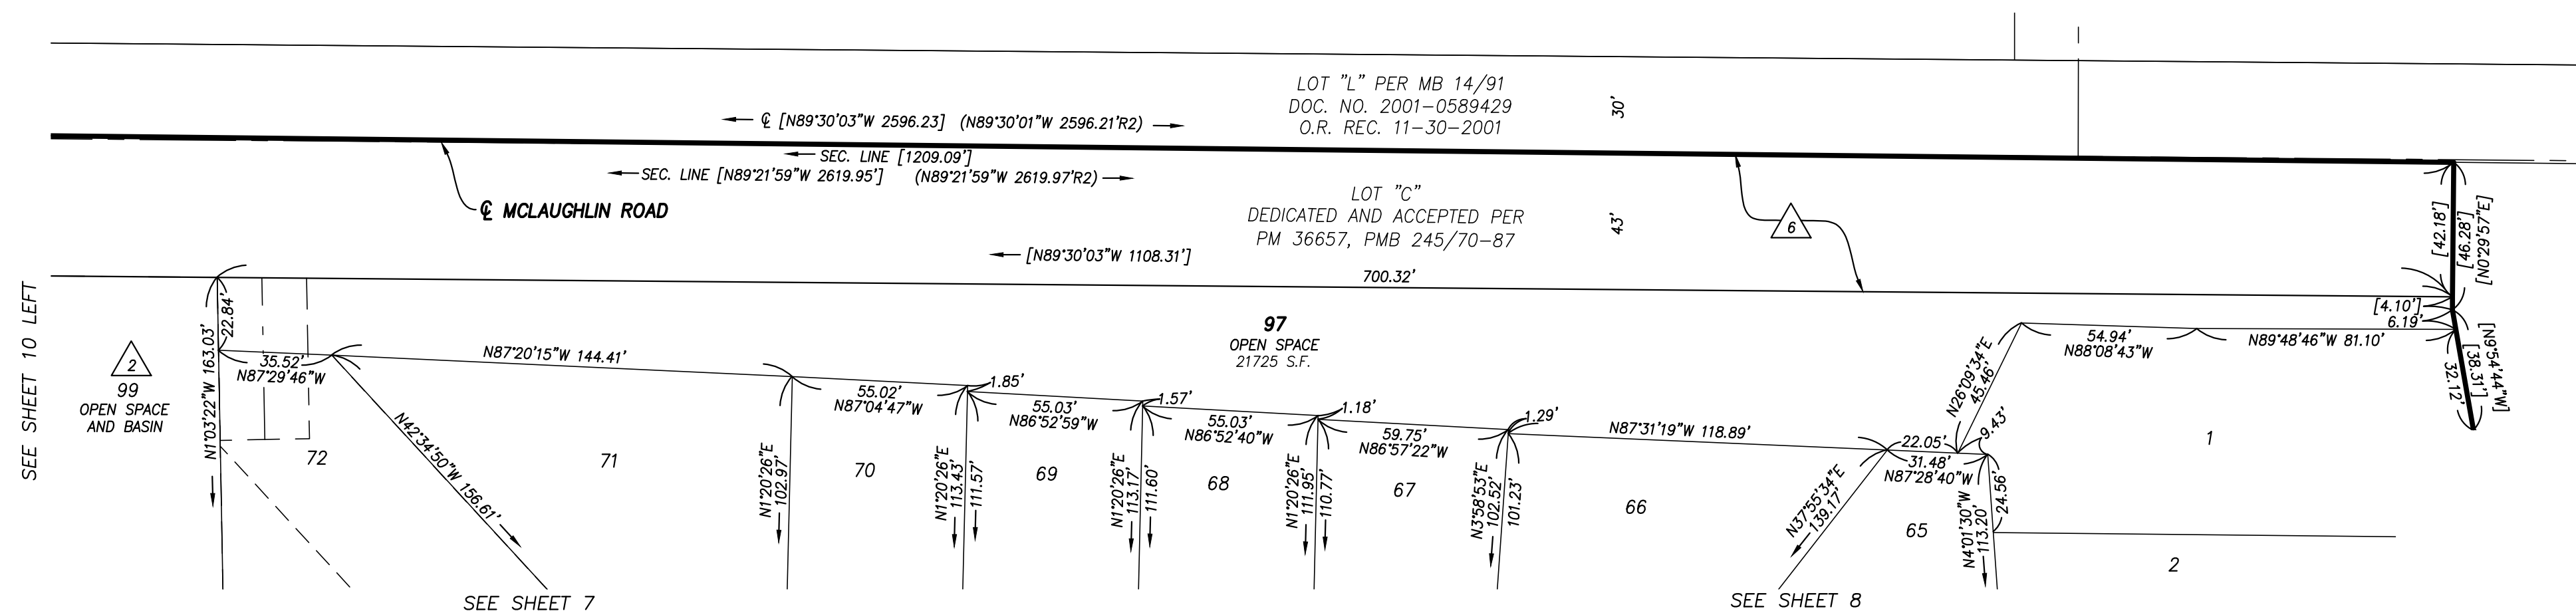 LOT "L" PER MB 14/91
DOC. NO. 2001-0589429
O.R. REC. 11-30-2001
30'
℄ [N89°30'03"W 2596.23] (N89°30'01"W 2596.21'R2)
SEC. LINE [1209.09']
SEC. LINE [N89°21'59"W 2619.95'] (N89°21'59"W 2619.97'R2)
℄ MCLAUGHLIN ROAD
LOT "C"
DEDICATED AND ACCEPTED PER
PM 36657, PMB 245/70-87
43'
6
[N89°30'03"W 1108.31']
700.32'
[42.18']
[46.28']
[N0°29'57"E]
[4.10']
6.19'
[N9°54'44"W]
[38.31']
32.12'
SEE SHEET 10 LEFT
2
99
OPEN SPACE
AND BASIN
N1°03'22"W 163.03'
22.84'
35.52'
N87°29'46"W
72
N87°20'15"W 144.41'
N42°34'50"W 156.61'
71
N1°20'26"E
102.97'
55.02'
N87°04'47"W
70
1.85'
N1°20'26"E
113.43'
111.57'
55.03'
N86°52'59"W
69
1.57'
N1°20'26"E
113.17'
111.60'
55.03'
N86°52'40"W
68
1.18'
N1°20'26"E
111.95'
110.77'
59.75'
N86°57'22"W
67
1.29'
N3°58'53"E
102.52'
101.23'
97
OPEN SPACE
21725 S.F.
N87°31'19"W 118.89'
66
N37°55'34"E
139.17'
22.05'
31.48'
N87°28'40"W
65
9.43'
N26°09'34"E
45.46'
54.94'
N88°08'43"W
N89°48'46"W 81.10'
N4°01'30"W
113.20'
24.56'
1
2
SEE SHEET 7
SEE SHEET 8